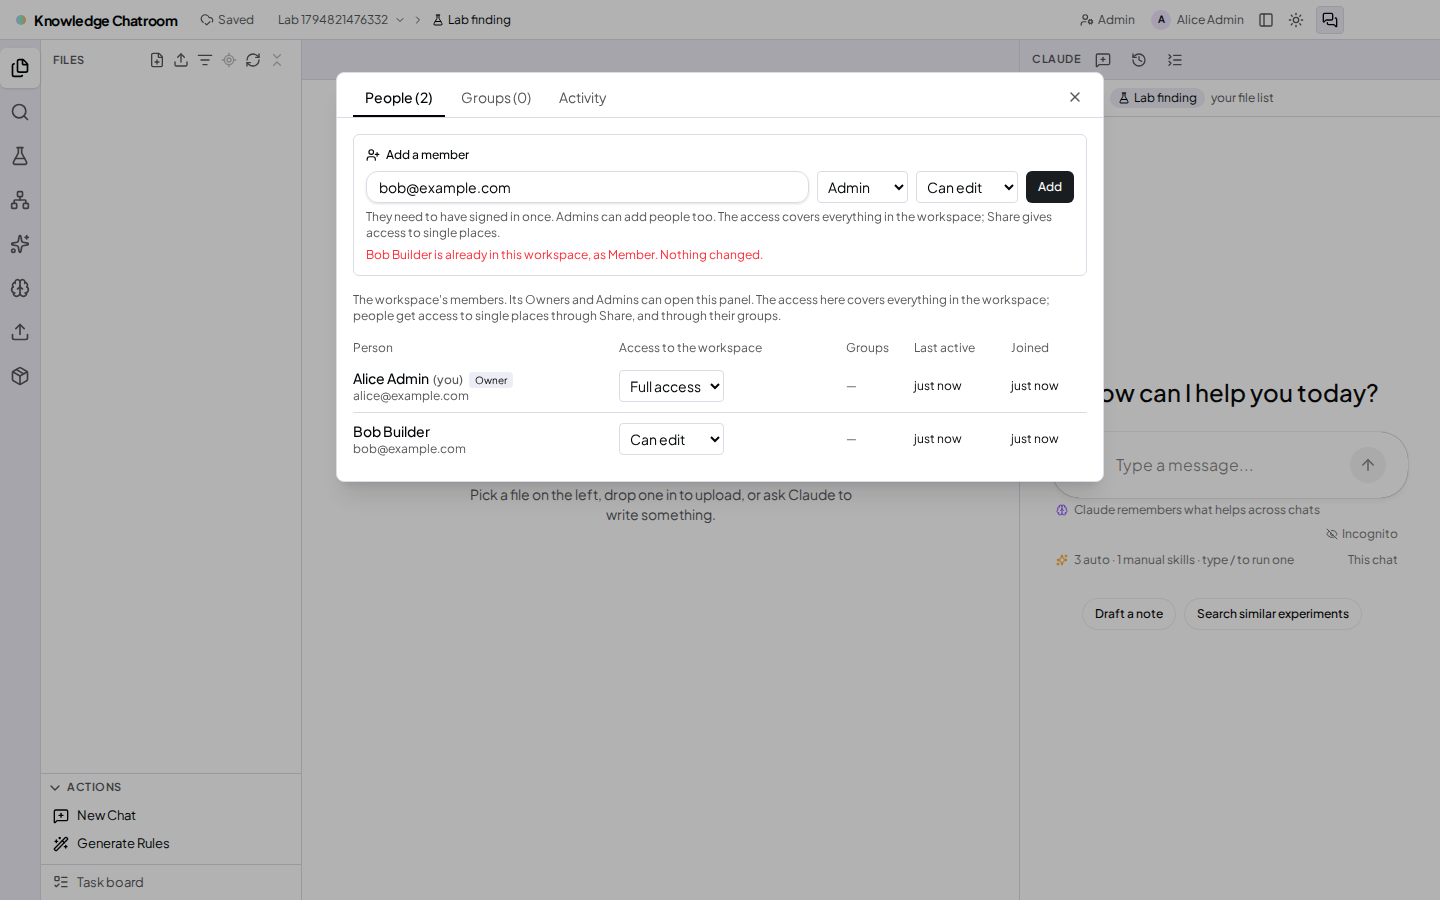 Knowledge Chatroom
Saved
Lab 1794821476332
Lab finding
Admin
A
Alice Admin
FILES
CLAUDE
Lab finding
your file list
People (2)
Groups (0)
Activity
Add a member
bob@example.com
Admin
Can edit
Add
They need to have signed in once. Admins can add people too. The access covers everything in the workspace; Share gives
access to single places.
Bob Builder is already in this workspace, as Member. Nothing changed.
The workspace's members. Its Owners and Admins can open this panel. The access here covers everything in the workspace;
people get access to single places through Share, and through their groups.
Person
Access to the workspace
Groups
Last active
Joined
Alice Admin (you) Owner
alice@example.com
Full access
—
just now
just now
Bob Builder
bob@example.com
Can edit
—
just now
just now
Pick a file on the left, drop one in to upload, or ask Claude to
write something.
ow can I help you today?
Type a message...
Claude remembers what helps across chats
Incognito
3 auto · 1 manual skills · type / to run one
This chat
Draft a note
Search similar experiments
ACTIONS
New Chat
Generate Rules
Task board